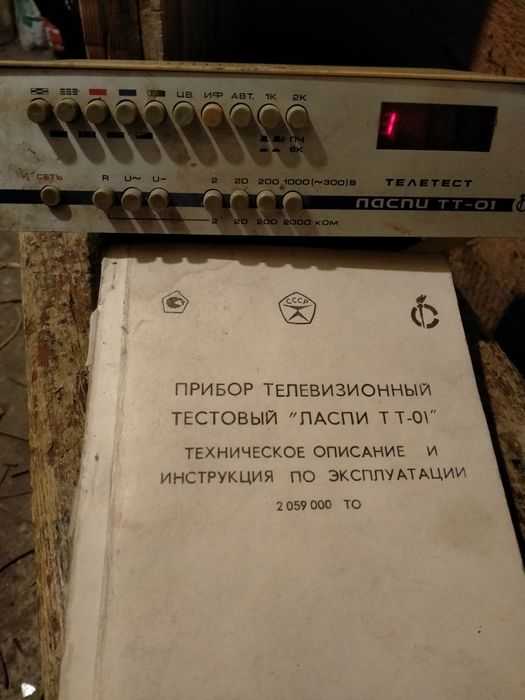 ЦВ. ИФ АВТ. 1К 2К
ПЧ
ВК
СЕТЬ R U~ U− 2 20 200 1000(~300)В
ТЕЛЕТЕСТ
ЛАСПИ ТТ-01
2 20 200 2000 кОм
СССР
ПРИБОР ТЕЛЕВИЗИОННЫЙ
ТЕСТОВЫЙ "ЛАСПИ ТТ-01"
ТЕХНИЧЕСКОЕ ОПИСАНИЕ И
ИНСТРУКЦИЯ ПО ЭКСПЛУАТАЦИИ
2 059 000 ТО